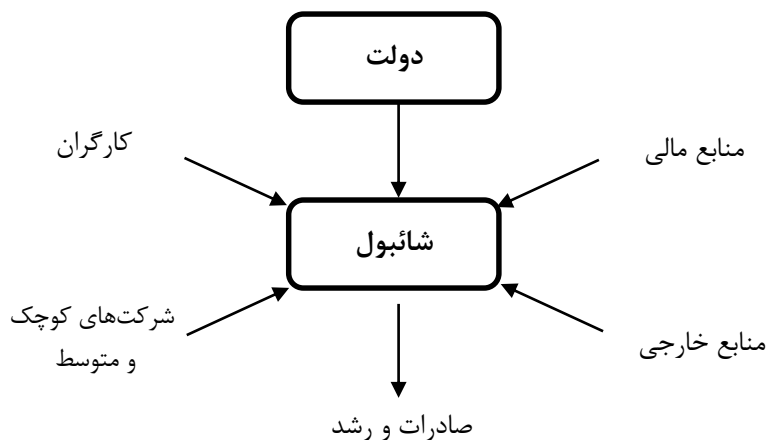 دولت
کارگران
منابع مالی
شائبول
شرکت‌های کوچک
و متوسط
منابع خارجی
صادرات و رشد